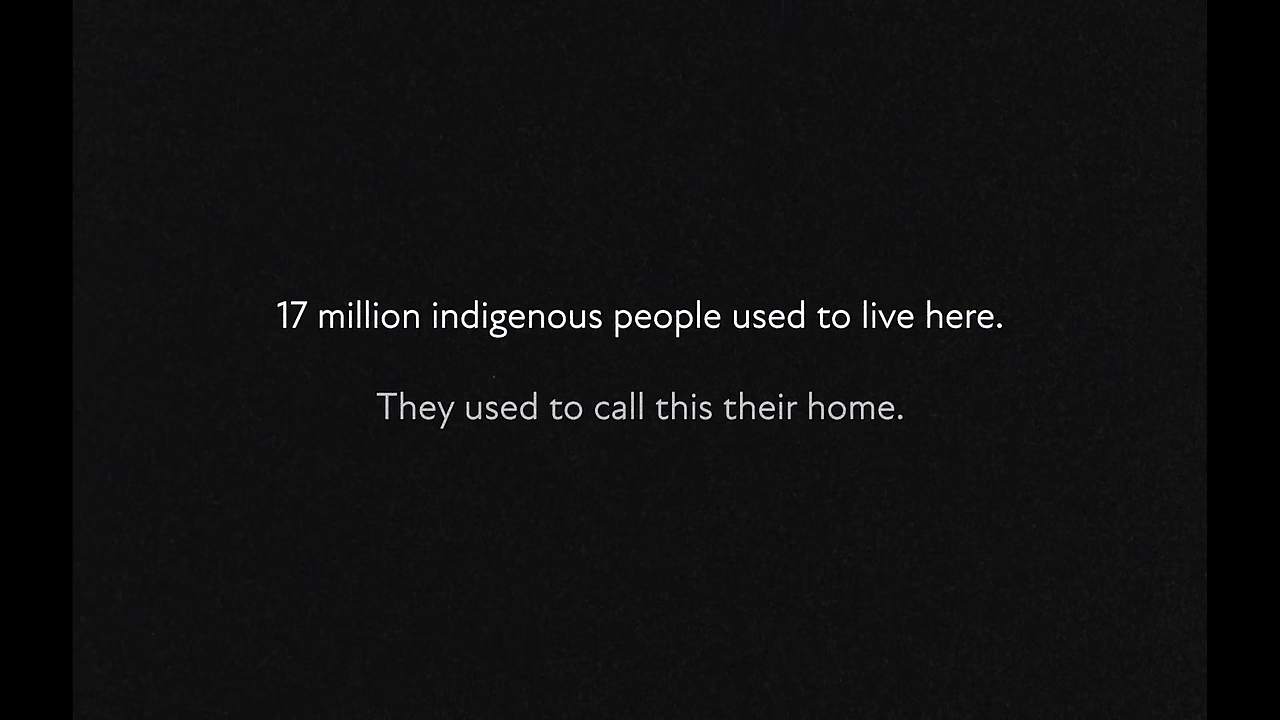 17 million indigenous people used to live here.
They used to call this their home.